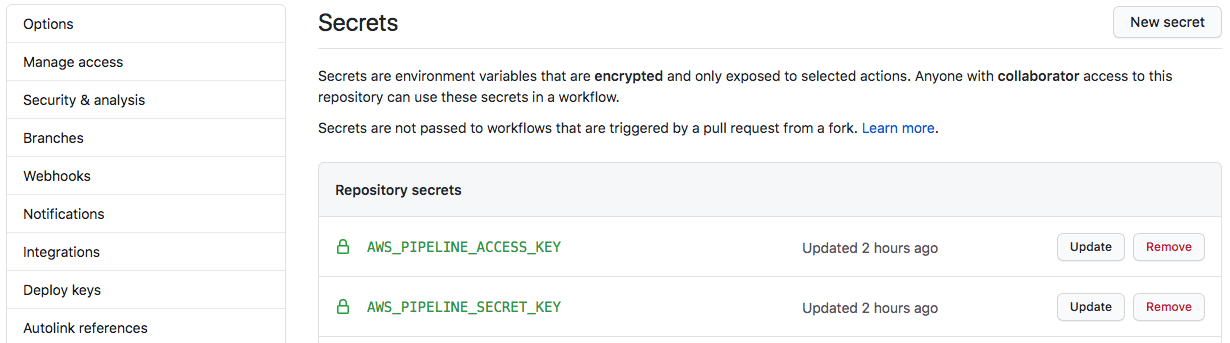 Options
Manage access
Security & analysis
Branches
Webhooks
Notifications
Integrations
Deploy keys
Autolink references
Secrets
New secret
Secrets are environment variables that are encrypted and only exposed to selected actions. Anyone with collaborator access to this
repository can use these secrets in a workflow.
Secrets are not passed to workflows that are triggered by a pull request from a fork. Learn more.
Repository secrets
AWS_PIPELINE_ACCESS_KEY Updated 2 hours ago Update Remove
AWS_PIPELINE_SECRET_KEY Updated 2 hours ago Update Remove